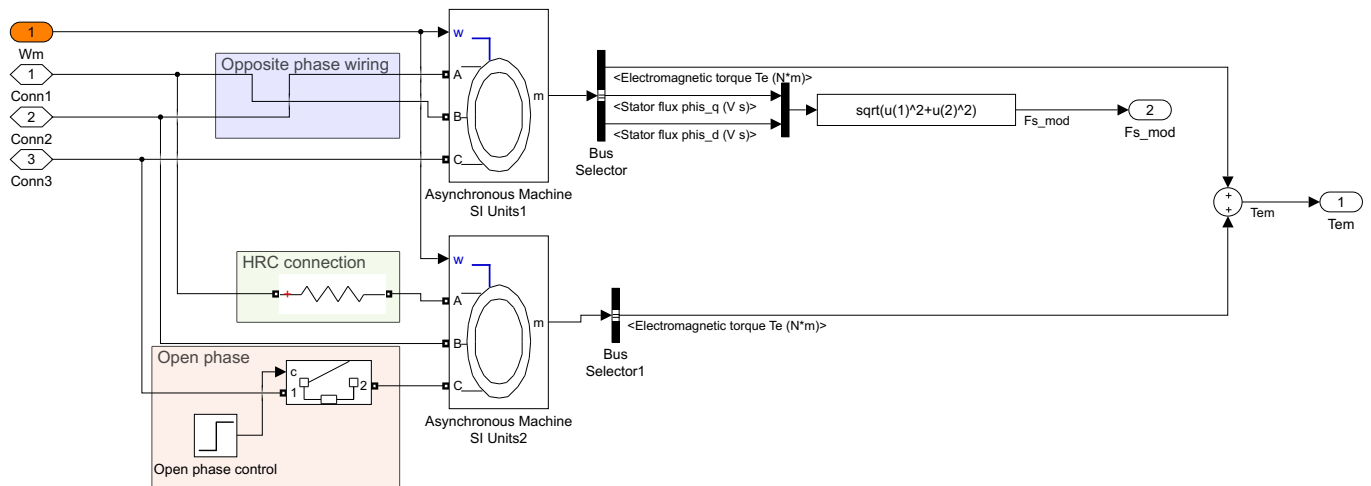 1
Wm
1
Conn1
2
Conn2
3
Conn3
Opposite phase wiring
w
A
B
C
m
Asynchronous Machine
SI Units1
<Electromagnetic torque Te (N*m)>
<Stator flux phis_q (V s)>
<Stator flux phis_d (V s)>
Bus
Selector
sqrt(u(1)^2+u(2)^2)
Fs_mod
2
Fs_mod
+
+
Tem
1
Tem
HRC connection
+
w
A
B
C
m
Asynchronous Machine
SI Units2
<Electromagnetic torque Te (N*m)>
Bus
Selector1
Open phase
c
1
2
Open phase control